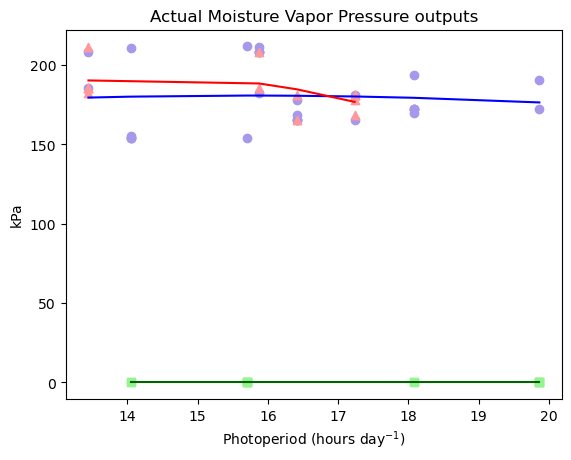 Actual Moisture Vapor Pressure outputs
kPa
200
150
100
50
0
14 15 16 17 18 19 20
Photoperiod (hours day⁻¹)